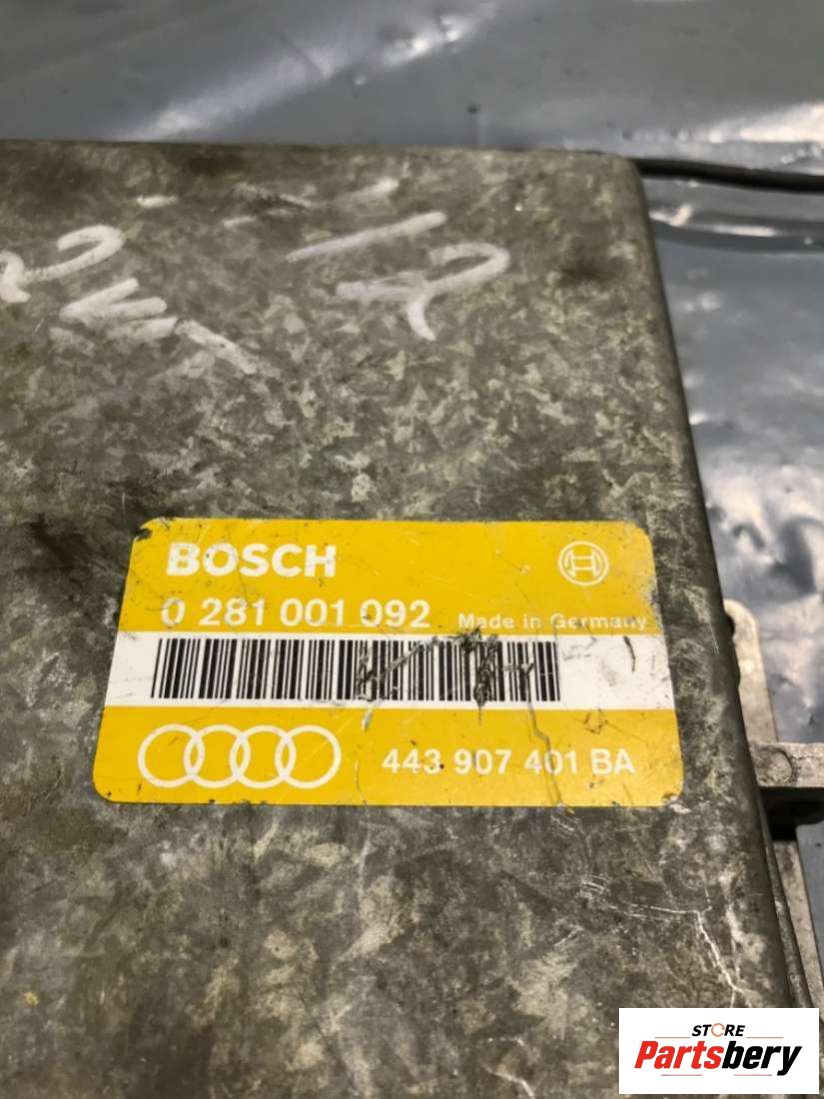 BOSCH
0 281 001 092 Made in Germany
443 907 401 BA
STORE
Partsbery